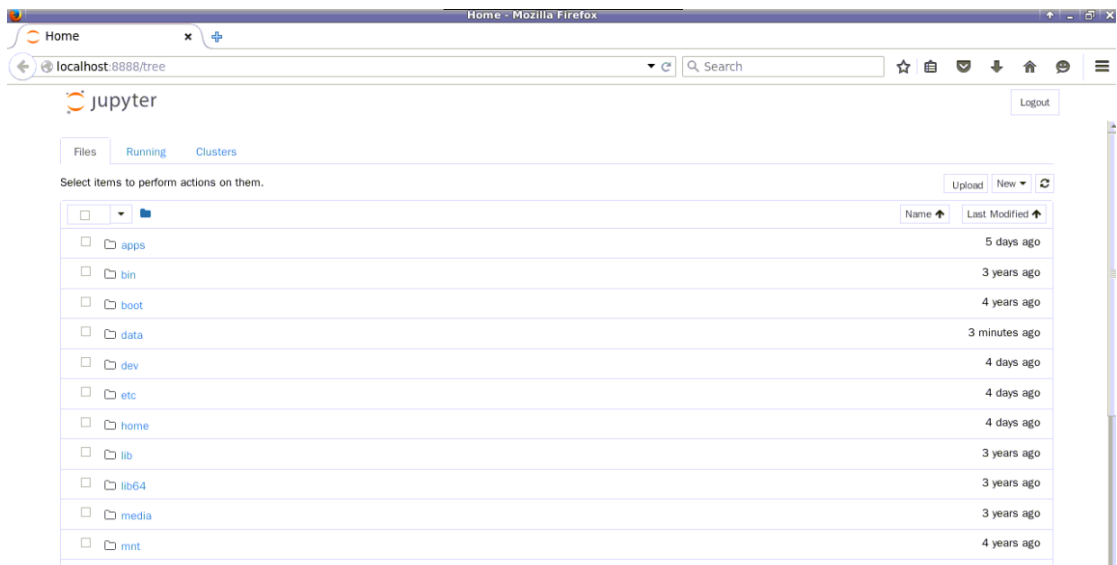 Home - Mozilla Firefox
Home
localhost:8888/tree
Search
jupyter
Logout
Files Running Clusters
Select items to perform actions on them.
Upload New
Name Last Modified
apps 5 days ago
bin 3 years ago
boot 4 years ago
data 3 minutes ago
dev 4 days ago
etc 4 days ago
home 4 days ago
lib 3 years ago
lib64 3 years ago
media 3 years ago
mnt 4 years ago